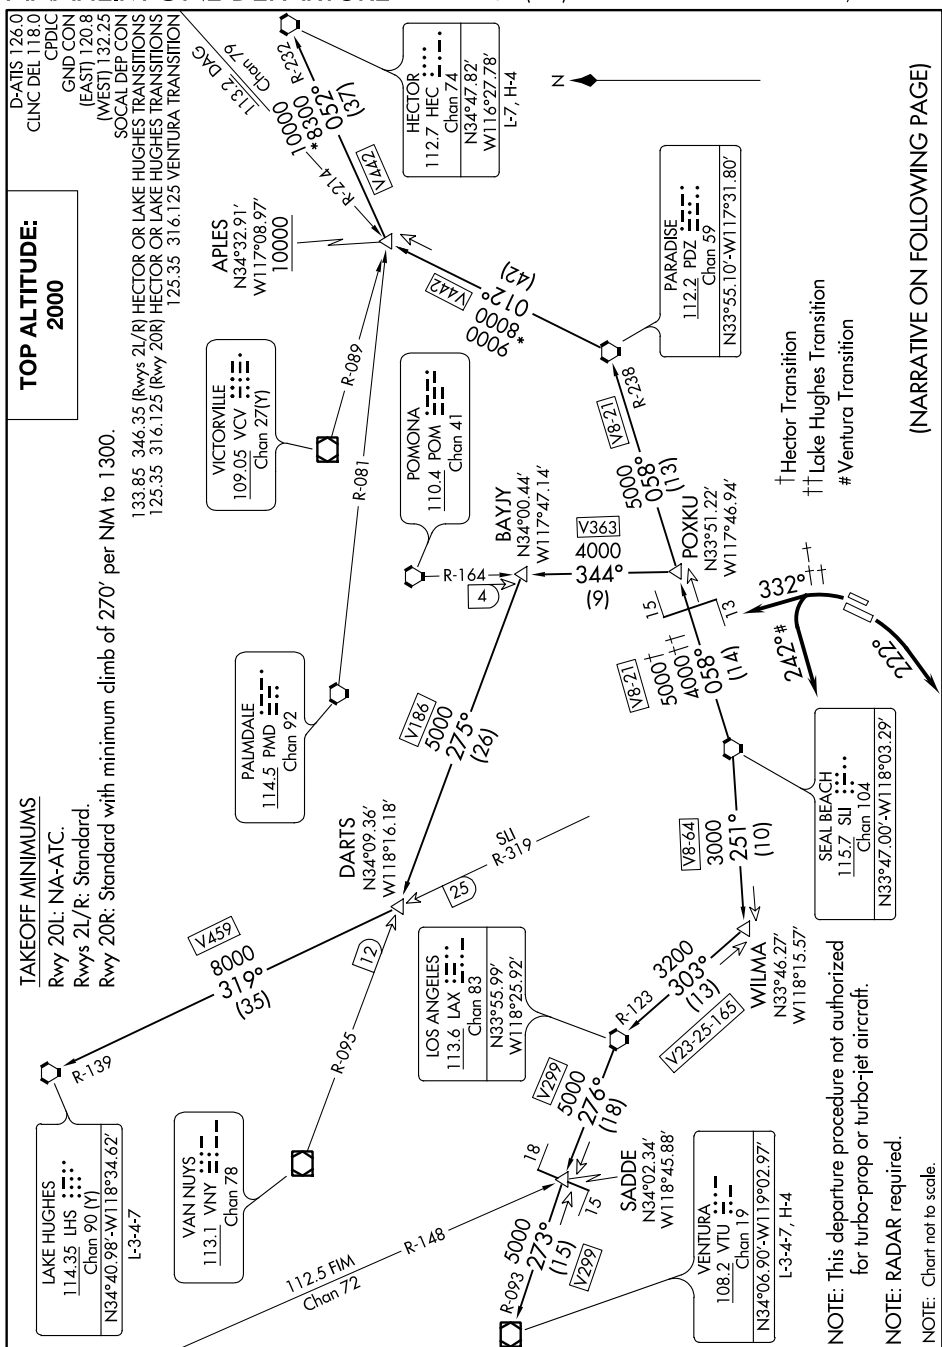 TOP ALTITUDE:
2000
D-ATIS 126.0
CLNC DEL 118.0
CPDLC
GND CON
(EAST) 120.8
(WEST) 132.25
SOCAL DEP CON
133.85 346.35 (Rwys 2L/R) HECTOR OR LAKE HUGHES TRANSITIONS
125.35 316.125 (Rwy 20R) HECTOR OR LAKE HUGHES TRANSITIONS
125.35 316.125 VENTURA TRANSITION
TAKEOFF MINIMUMS
Rwy 20L: NA-ATC.
Rwys 2L/R: Standard.
Rwy 20R: Standard with minimum climb of 270' per NM to 1300.
LAKE HUGHES
114.35 LHS
Chan 90 (Y)
N34°40.98'-W118°34.62'
L-3-4-7
R-139
V459
8000
319°
(35)
VAN NUYS
113.1 VNY
Chan 78
R-095
12
DARTS
N34°09.36'
W118°16.18'
25
SLI
R-319
PALMDALE
114.5 PMD
Chan 92
R-081
VICTORVILLE
109.05 VCV
Chan 27(Y)
R-089
APLES
N34°32.91'
W117°08.97'
10000
113.2 DAG
Chan 79
R-214
10000
*8300
052°
(37)
R-232
V442
HECTOR
112.7 HEC
Chan 74
N34°47.82'
W116°27.78'
L-7, H-4
N
POMONA
110.4 POM
Chan 41
R-164
4
BAYJY
N34°00.44'
W117°47.14'
V186
5000
275°
(26)
V442
9000
*8000
012°
(42)
PARADISE
112.2 PDZ
Chan 59
N33°55.10'-W117°31.80'
V363
4000
344°
(9)
V8-21
5000
058°
(13)
R-238
POXKU
N33°51.22'
W117°46.94'
15
13
V8-21
5000†
4000††
058°
(14)
332°††
†
242°#
222°
SEAL BEACH
115.7 SLI
Chan 104
N33°47.00'-W118°03.29'
V8-64
3000
251°
(10)
WILMA
N33°46.27'
W118°15.57'
LOS ANGELES
113.6 LAX
Chan 83
N33°55.99'
W118°25.92'
R-123
3200
303°
(13)
V23-25-165
V299
5000
276°
(18)
18
15
SADDE
N34°02.34'
W118°45.88'
112.5 FIM
Chan 72
R-148
R-093
5000
273°
(15)
V299
VENTURA
108.2 VTU
Chan 19
N34°06.90'-W119°02.97'
L-3-4-7, H-4
† Hector Transition
†† Lake Hughes Transition
# Ventura Transition
NOTE: This departure procedure not authorized
for turbo-prop or turbo-jet aircraft.
NOTE: RADAR required.
NOTE: Chart not to scale.
(NARRATIVE ON FOLLOWING PAGE)